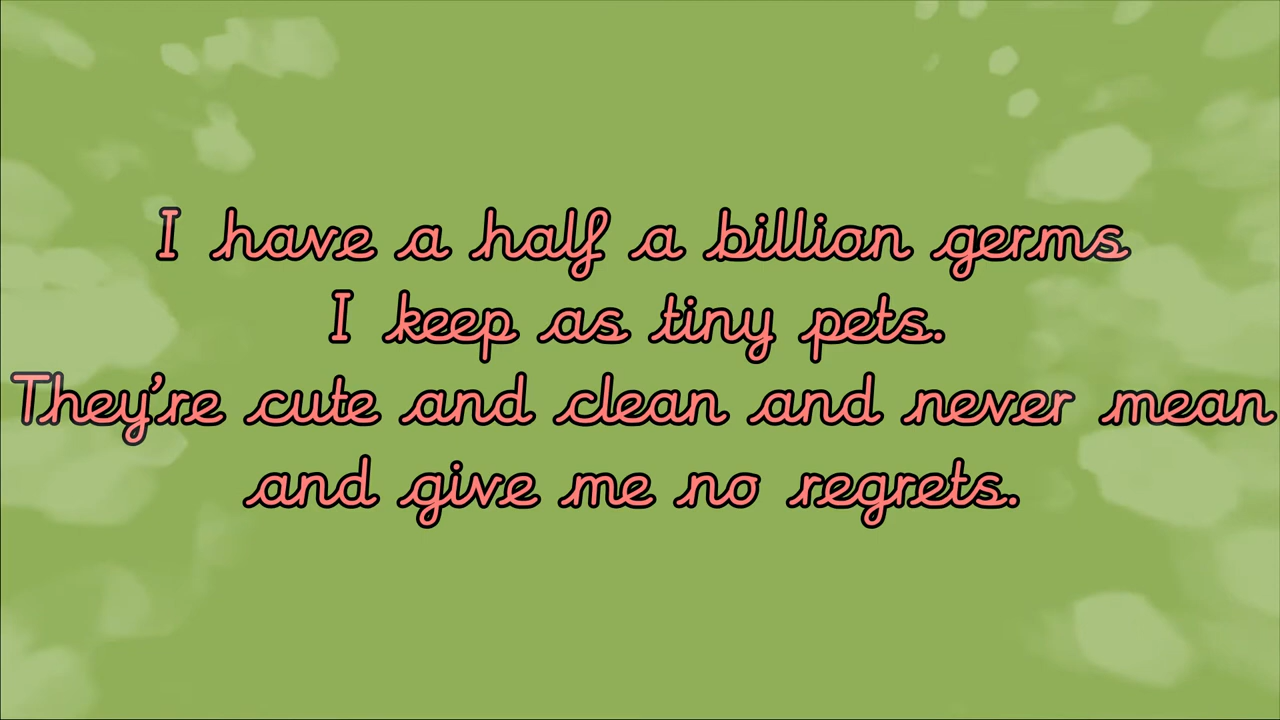 I have a half a billion germs
I keep as tiny pets.
They’re cute and clean and never mean
and give me no regrets.